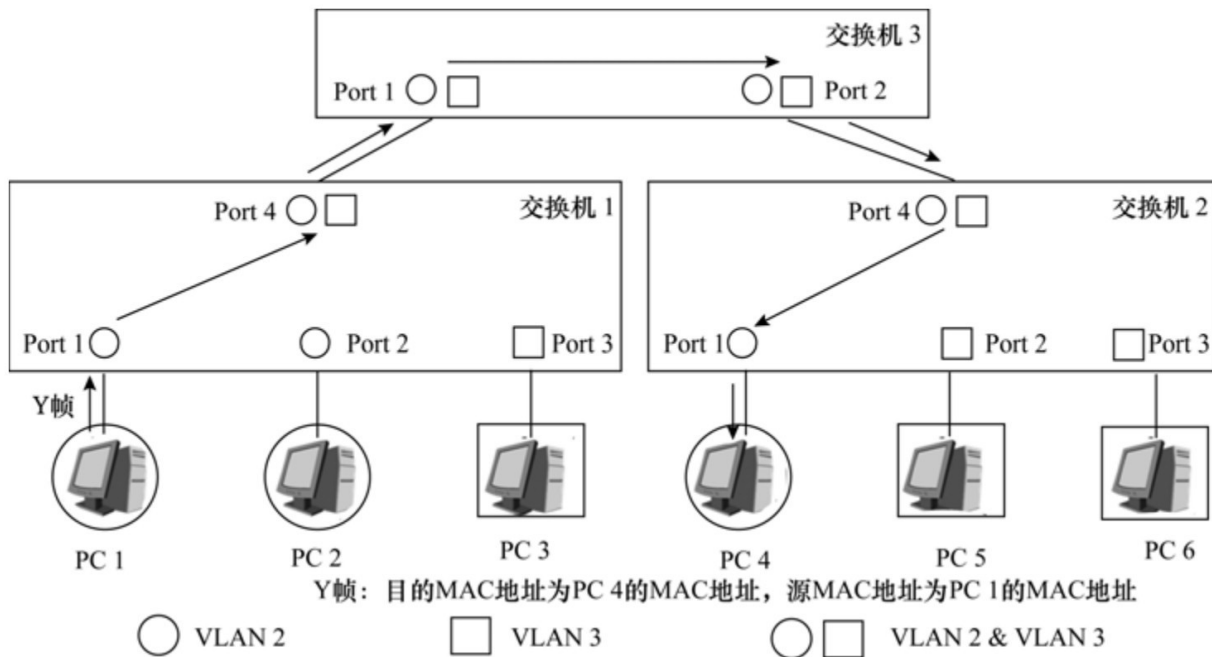 交换机 3
Port 1
Port 2
Port 4
交换机 1
Port 4
交换机 2
Port 1
Port 2
Port 3
Port 1
Port 2
Port 3
Y帧
PC 1
PC 2
PC 3
PC 4
PC 5
PC 6
Y帧：目的MAC地址为PC 4的MAC地址，源MAC地址为PC 1的MAC地址
VLAN 2
VLAN 3
VLAN 2 & VLAN 3